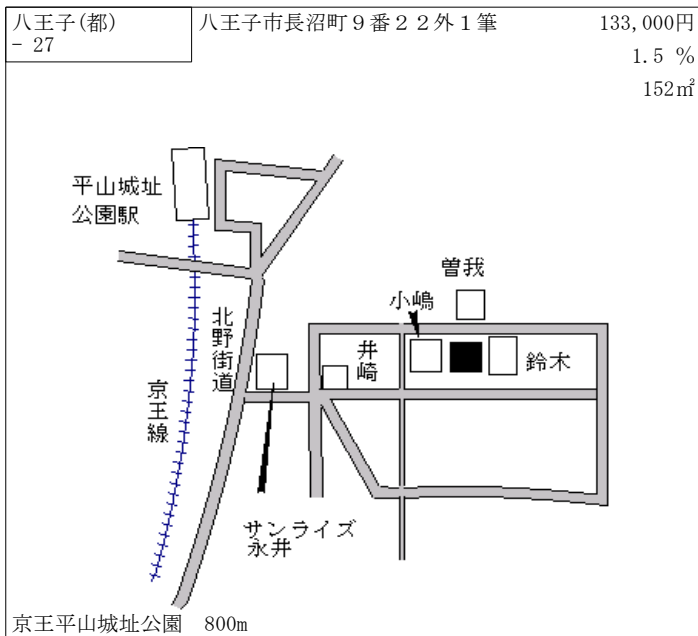 八王子(都)
- 27
八王子市長沼町９番２２外１筆
133,000円
1.5 %
152㎡
平山城址
公園駅
曽我
小嶋
北野街道
井崎
鈴木
京王線
サンライズ
永井
京王平山城址公園 800m